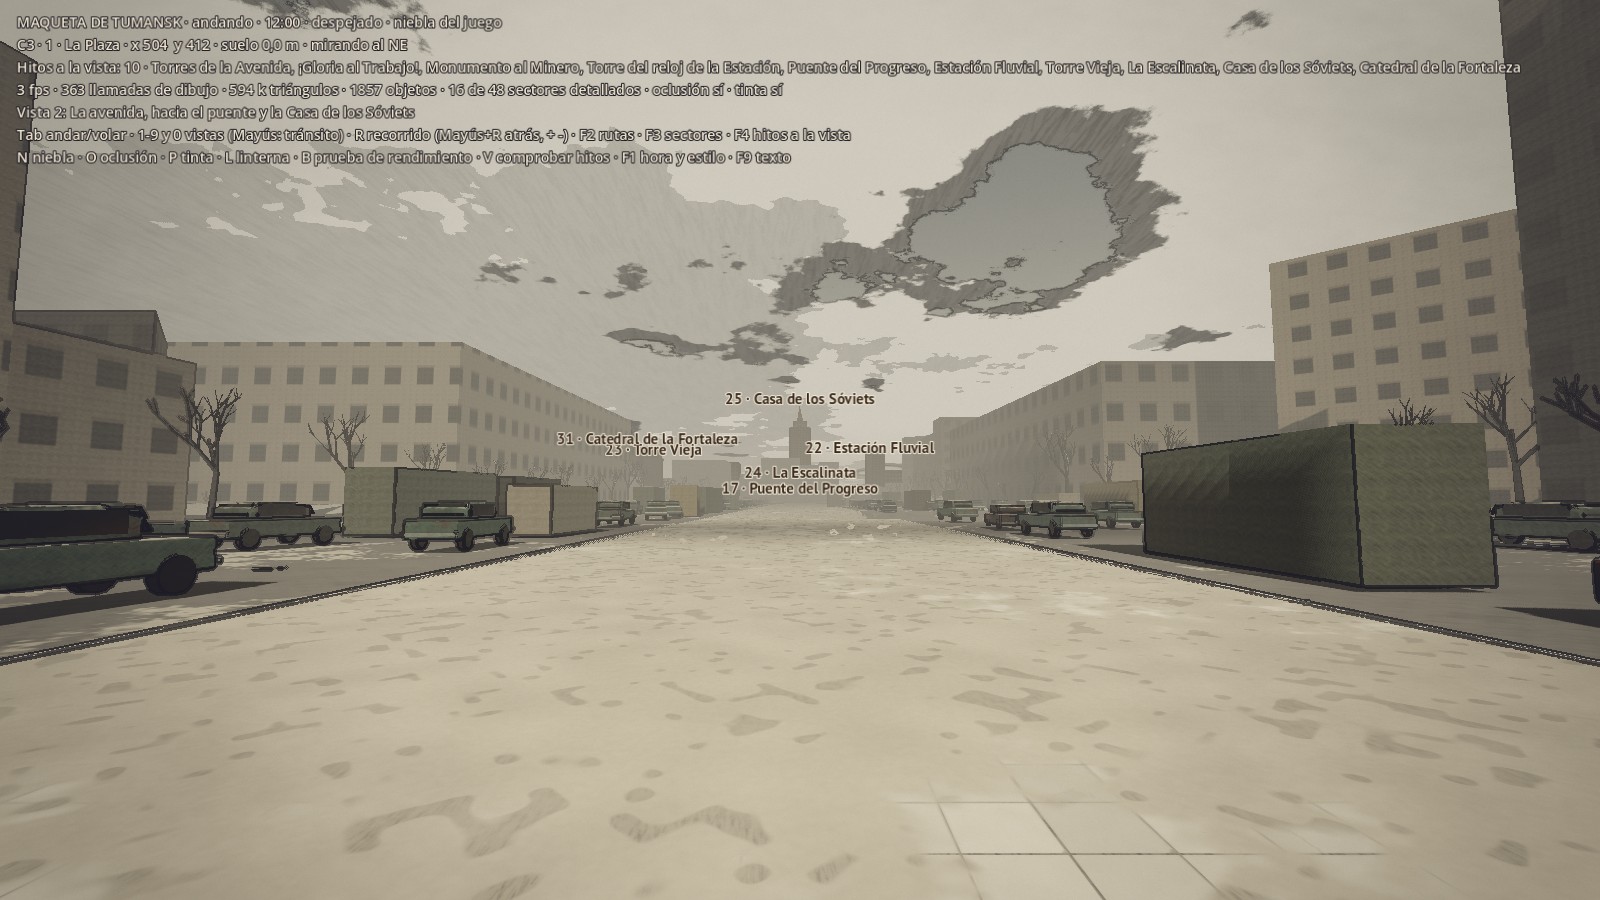 MAQUETA DE TUMANSK · andando · 12:00 · despejado · niebla del juego
C3 · 1 · La Plaza · x 504 y 412 · suelo 0,0 m · mirando al NE
Hitos a la vista: 10 · Torres de la Avenida, ¡Gloria al Trabajo!, Monumento al Minero, Torre del reloj de la Estación, Puente del Progreso, Estación Fluvial, Torre Vieja, La Escalinata, Casa de los Sóviets, Catedral de la Fortaleza
3 fps · 363 llamadas de dibujo · 594 k triángulos · 1857 objetos · 16 de 48 sectores detallados · oclusión sí · tinta sí
Vista 2: La avenida, hacia el puente y la Casa de los Sóviets
Tab andar/volar · 1-9 y 0 vistas (Mayús: tránsito) · R recorrido (Mayús+R atrás, + -) · F2 rutas · F3 sectores · F4 hitos a la vista
N niebla · O oclusión · P tinta · L linterna · B prueba de rendimiento · V comprobar hitos · F1 hora y estilo · F9 texto
25 · Casa de los Sóviets
31 · Catedral de la Fortaleza
23 · Torre Vieja
22 · Estación Fluvial
24 · La Escalinata
17 · Puente del Progreso